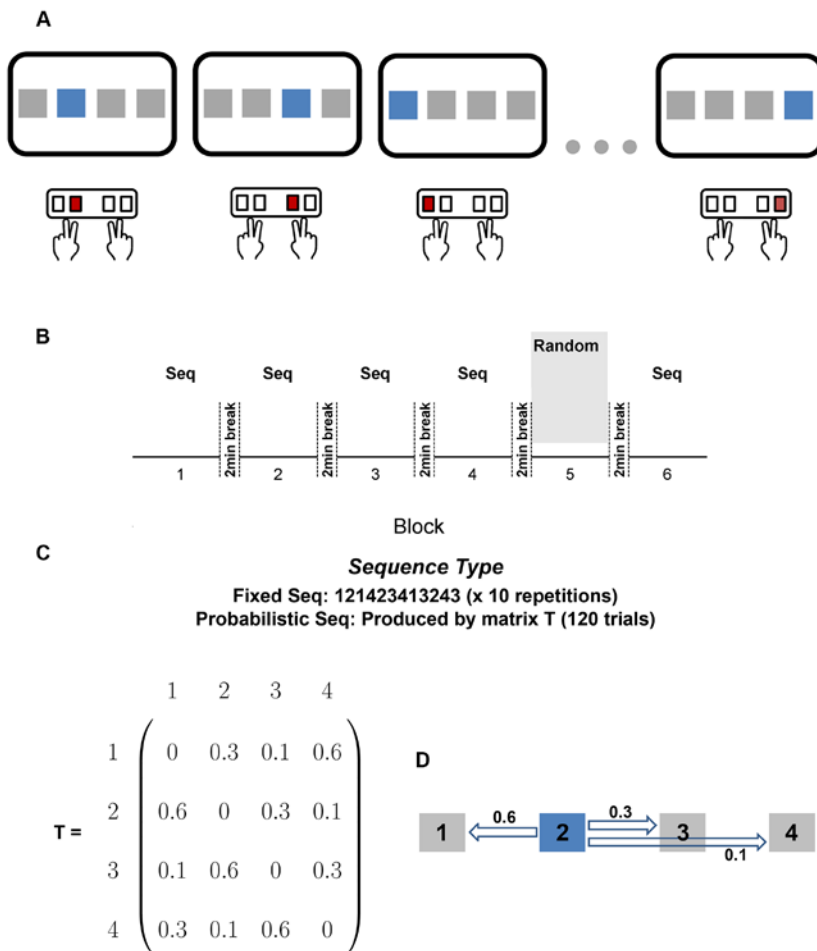 A
B
Random
Seq Seq Seq Seq Seq
2min break 2min break 2min break 2min break 2min break
1 2 3 4 5 6
Block
C
Sequence Type
Fixed Seq: 121423413243 (x 10 repetitions)
Probabilistic Seq: Produced by matrix T (120 trials)
1 2 3 4
1 0 0.3 0.1 0.6
2 0.6 0 0.3 0.1
T =
3 0.1 0.6 0 0.3
4 0.3 0.1 0.6 0
D
0.6 0.3
1 2 3 4
0.1